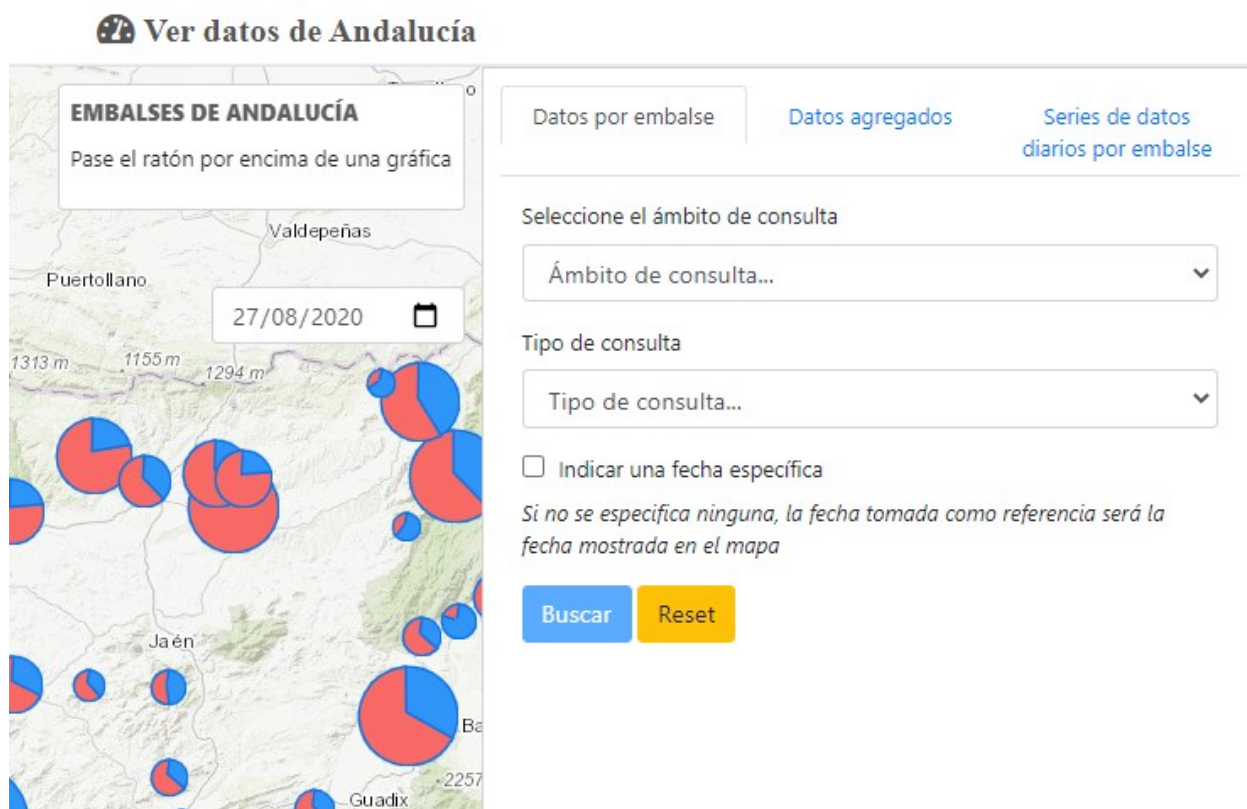 Ver datos de Andalucía
EMBALSES DE ANDALUCÍA
Pase el ratón por encima de una gráfica
o
Valdepeñas
Puertollano
27/08/2020
1313 m
1155 m
1294 m
Jaén
Ba
2257
Guadix
Datos por embalse
Datos agregados
Series de datos
diarios por embalse
Seleccione el ámbito de consulta
Ámbito de consulta...
Tipo de consulta
Tipo de consulta...
Indicar una fecha específica
Si no se especifica ninguna, la fecha tomada como referencia será la
fecha mostrada en el mapa
Buscar
Reset